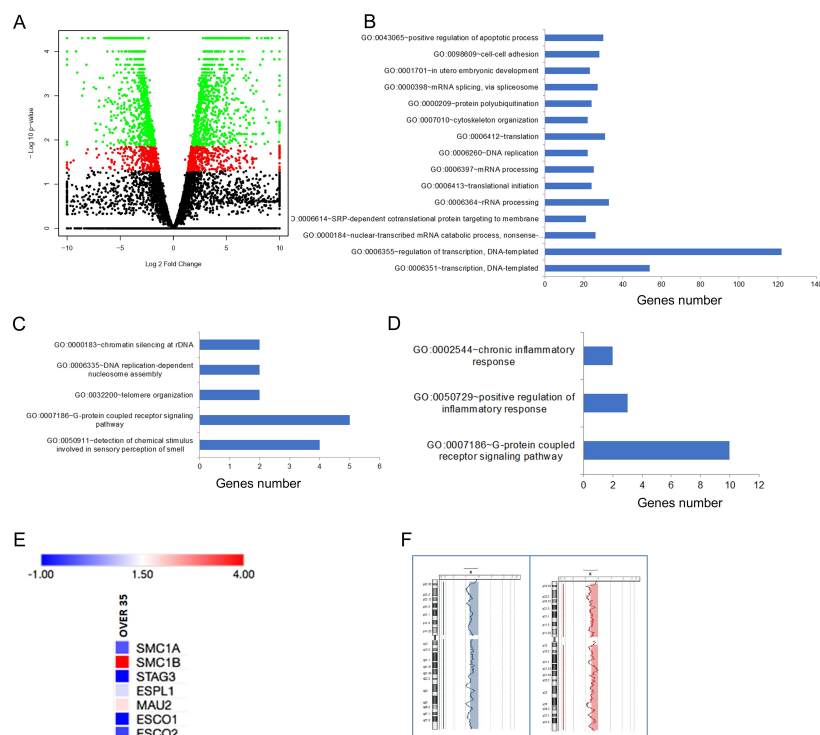 A
4
3
2
1
0
− Log 10 p-value
−10
−5
0
5
10
Log 2 Fold Change
B
GO:0043065~positive regulation of apoptotic process
GO:0098609~cell-cell adhesion
GO:0001701~in utero embryonic development
GO:0000398~mRNA splicing, via spliceosome
GO:0000209~protein polyubiquitination
GO:0007010~cytoskeleton organization
GO:0006412~translation
GO:0006260~DNA replication
GO:0006397~mRNA processing
GO:0006413~translational initiation
GO:0006364~rRNA processing
:0006614~SRP-dependent cotranslational protein targeting to membrane
GO:0000184~nuclear-transcribed mRNA catabolic process, nonsense-...
GO:0006355~regulation of transcription, DNA-templated
GO:0006351~transcription, DNA-templated
0 20 40 60 80 100 120 140
Genes number
C
GO:0000183~chromatin silencing at rDNA
GO:0006335~DNA replication-dependent
nucleosome assembly
GO:0032200~telomere organization
GO:0007186~G-protein coupled receptor signaling
pathway
GO:0050911~detection of chemical stimulus
involved in sensory perception of smell
0 1 2 3 4 5 6
Genes number
D
GO:0002544~chronic inflammatory
response
GO:0050729~positive regulation of
inflammatory response
GO:0007186~G-protein coupled
receptor signaling pathway
0 2 4 6 8 10 12
Genes number
E
-1.00 1.50 4.00
OVER 35
SMC1A
SMC1B
STAG3
ESPL1
MAU2
ESCO1
ESCO2
F
X
X